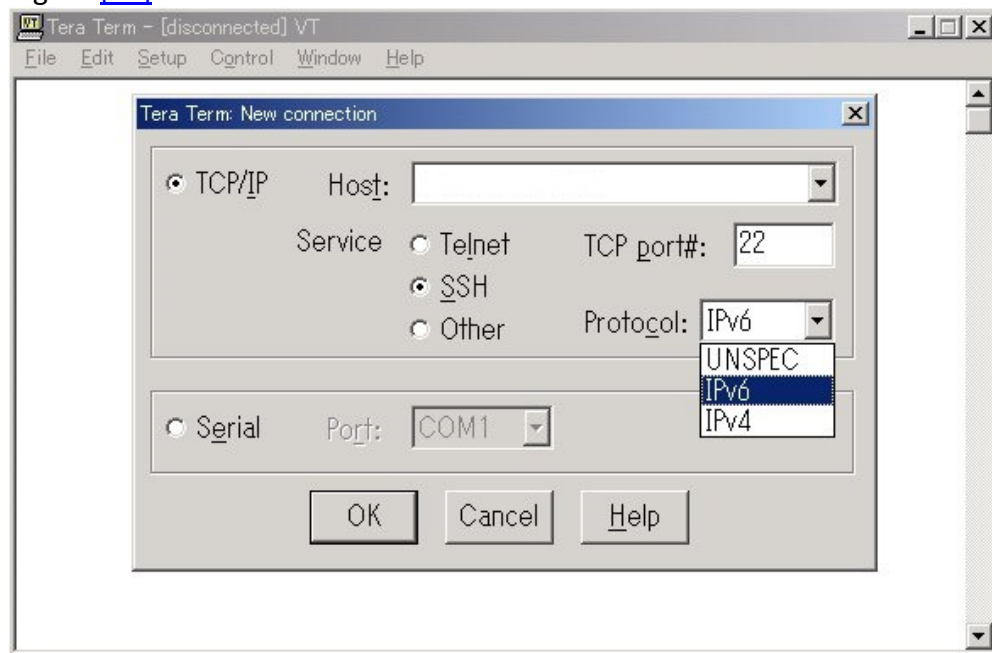 Tera Term - [disconnected] VT
File Edit Setup Control Window Help
Tera Term: New connection
TCP/IP Host:
Service Telnet TCP port#: 22
SSH
Other Protocol: IPv6
UNSPEC
IPv6
IPv4
Serial Port: COM1
OK Cancel Help